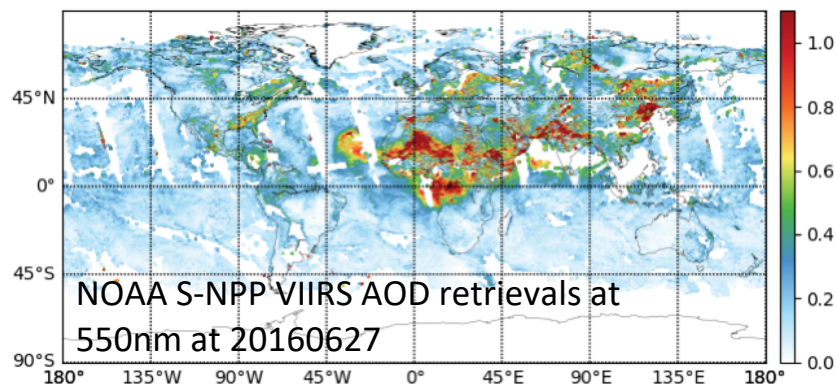 1.0
45°N
0.8
0.6
0°
0.4
45°S
NOAA S-NPP VIIRS AOD retrievals at
0.2
550nm at 20160627
90°S
0.0
180° 135°W 90°W 45°W 0° 45°E 90°E 135°E 180°